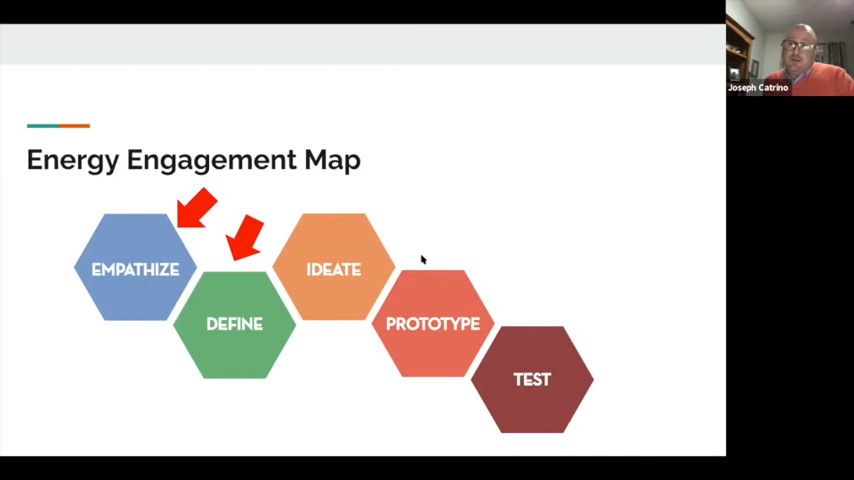 Joseph Catrino
Energy Engagement Map
EMPATHIZE
IDEATE
DEFINE
PROTOTYPE
TEST